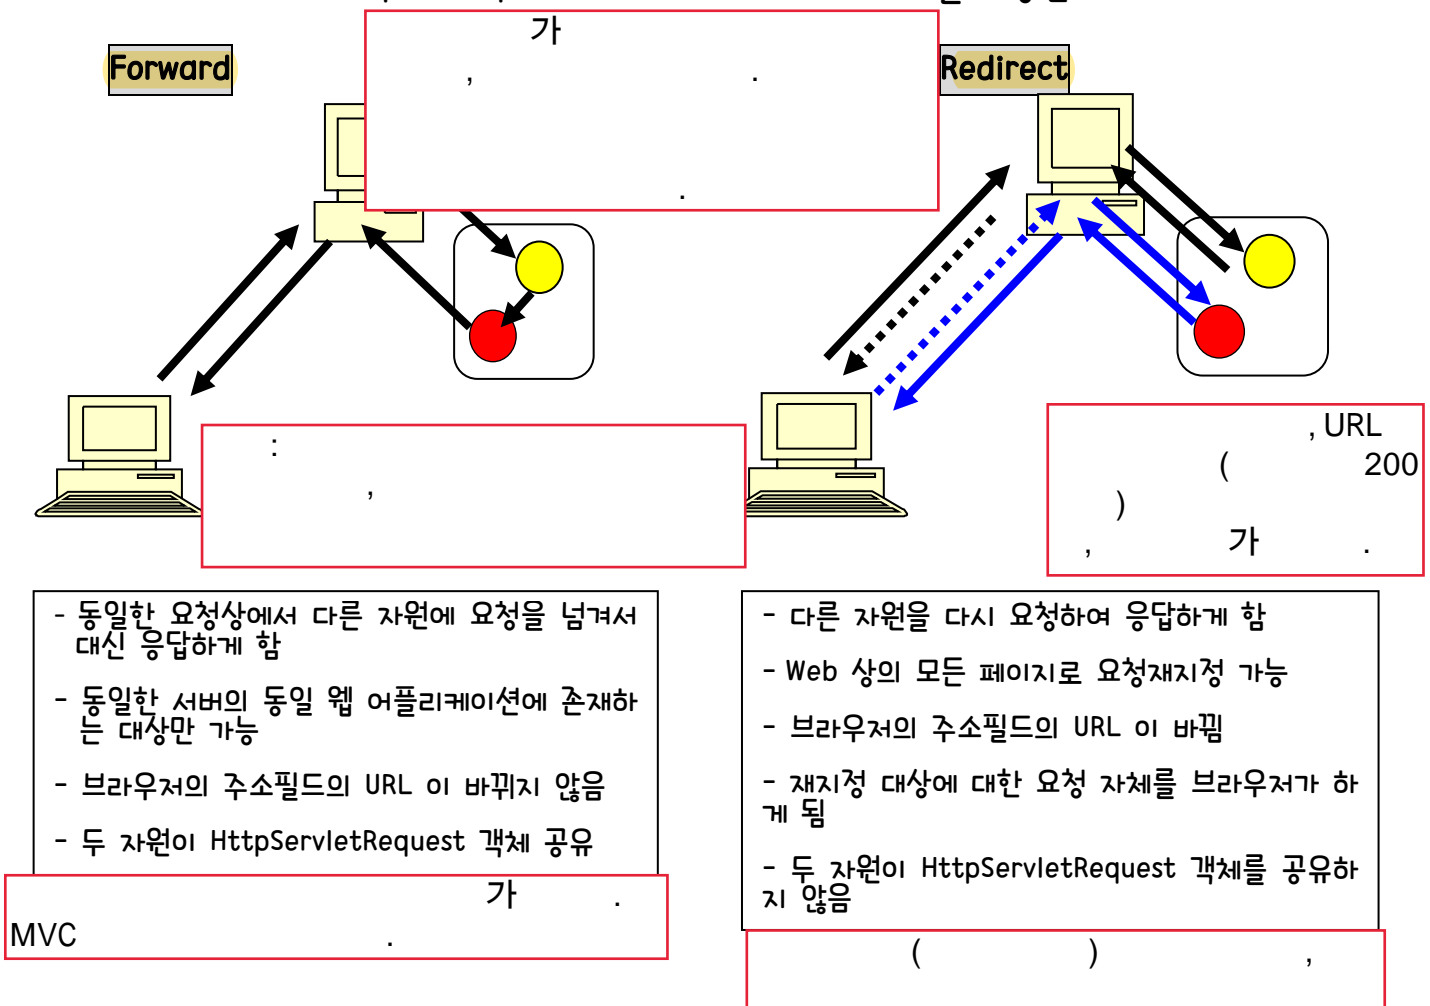 가
, .
.
Forward
Redirect
:
,
, URL
( 200
)
, 가 .
- 동일한 요청상에서 다른 자원에 요청을 넘겨서
대신 응답하게 함
- 동일한 서버의 동일 웹 어플리케이션에 존재하
는 대상만 가능
- 브라우저의 주소필드의 URL 이 바뀌지 않음
- 두 자원이 HttpServletRequest 객체 공유
가 .
MVC .
- 다른 자원을 다시 요청하여 응답하게 함
- Web 상의 모든 페이지로 요청재지정 가능
- 브라우저의 주소필드의 URL 이 바뀜
- 재지정 대상에 대한 요청 자체를 브라우저가 하
게 됨
- 두 자원이 HttpServletRequest 객체를 공유하
지 않음
( ) ,